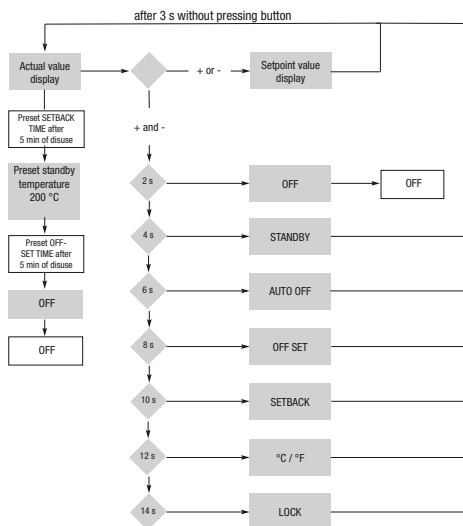 after 3 s without pressing button
Actual value
display
+ or -
Setpoint value
display
Preset SETBACK
TIME after
5 min of disuse
+ and -
Preset standby
temperature
200 °C
2 s
OFF
OFF
Preset OFF-
SET TIME after
5 min of disuse
4 s
STANDBY
OFF
6 s
AUTO OFF
OFF
8 s
OFF SET
10 s
SETBACK
12 s
°C / °F
14 s
LOCK